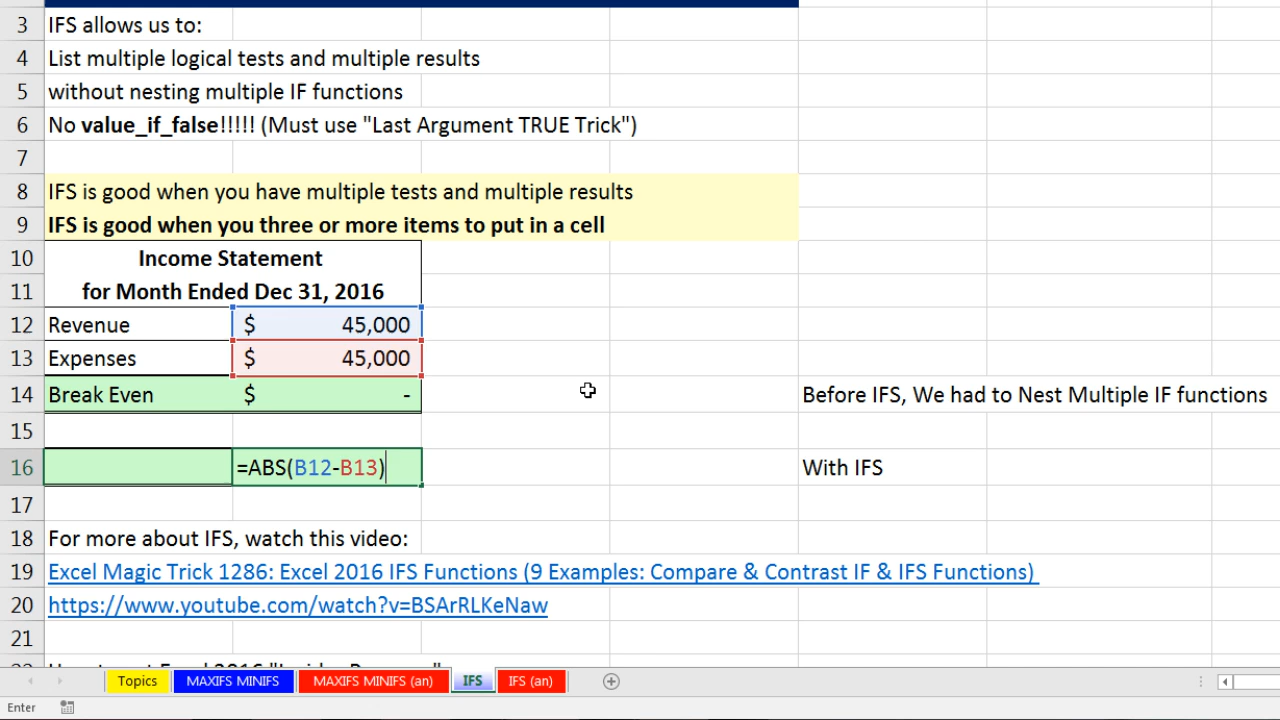 3 IFS allows us to:
4 List multiple logical tests and multiple results
5 without nesting multiple IF functions
6 No value_if_false!!!!! (Must use "Last Argument TRUE Trick")
7
8 IFS is good when you have multiple tests and multiple results
9 IFS is good when you three or more items to put in a cell
10 Income Statement
11 for Month Ended Dec 31, 2016
12 Revenue $ 45,000
13 Expenses $ 45,000
14 Break Even $ - Before IFS, We had to Nest Multiple IF functions
15
16 =ABS(B12-B13) With IFS
17
18 For more about IFS, watch this video:
19 Excel Magic Trick 1286: Excel 2016 IFS Functions (9 Examples: Compare & Contrast IF & IFS Functions)
20 https://www.youtube.com/watch?v=BSArRLKeNaw
21
Topics MAXIFS MINIFS MAXIFS MINIFS (an) IFS IFS (an)
Enter